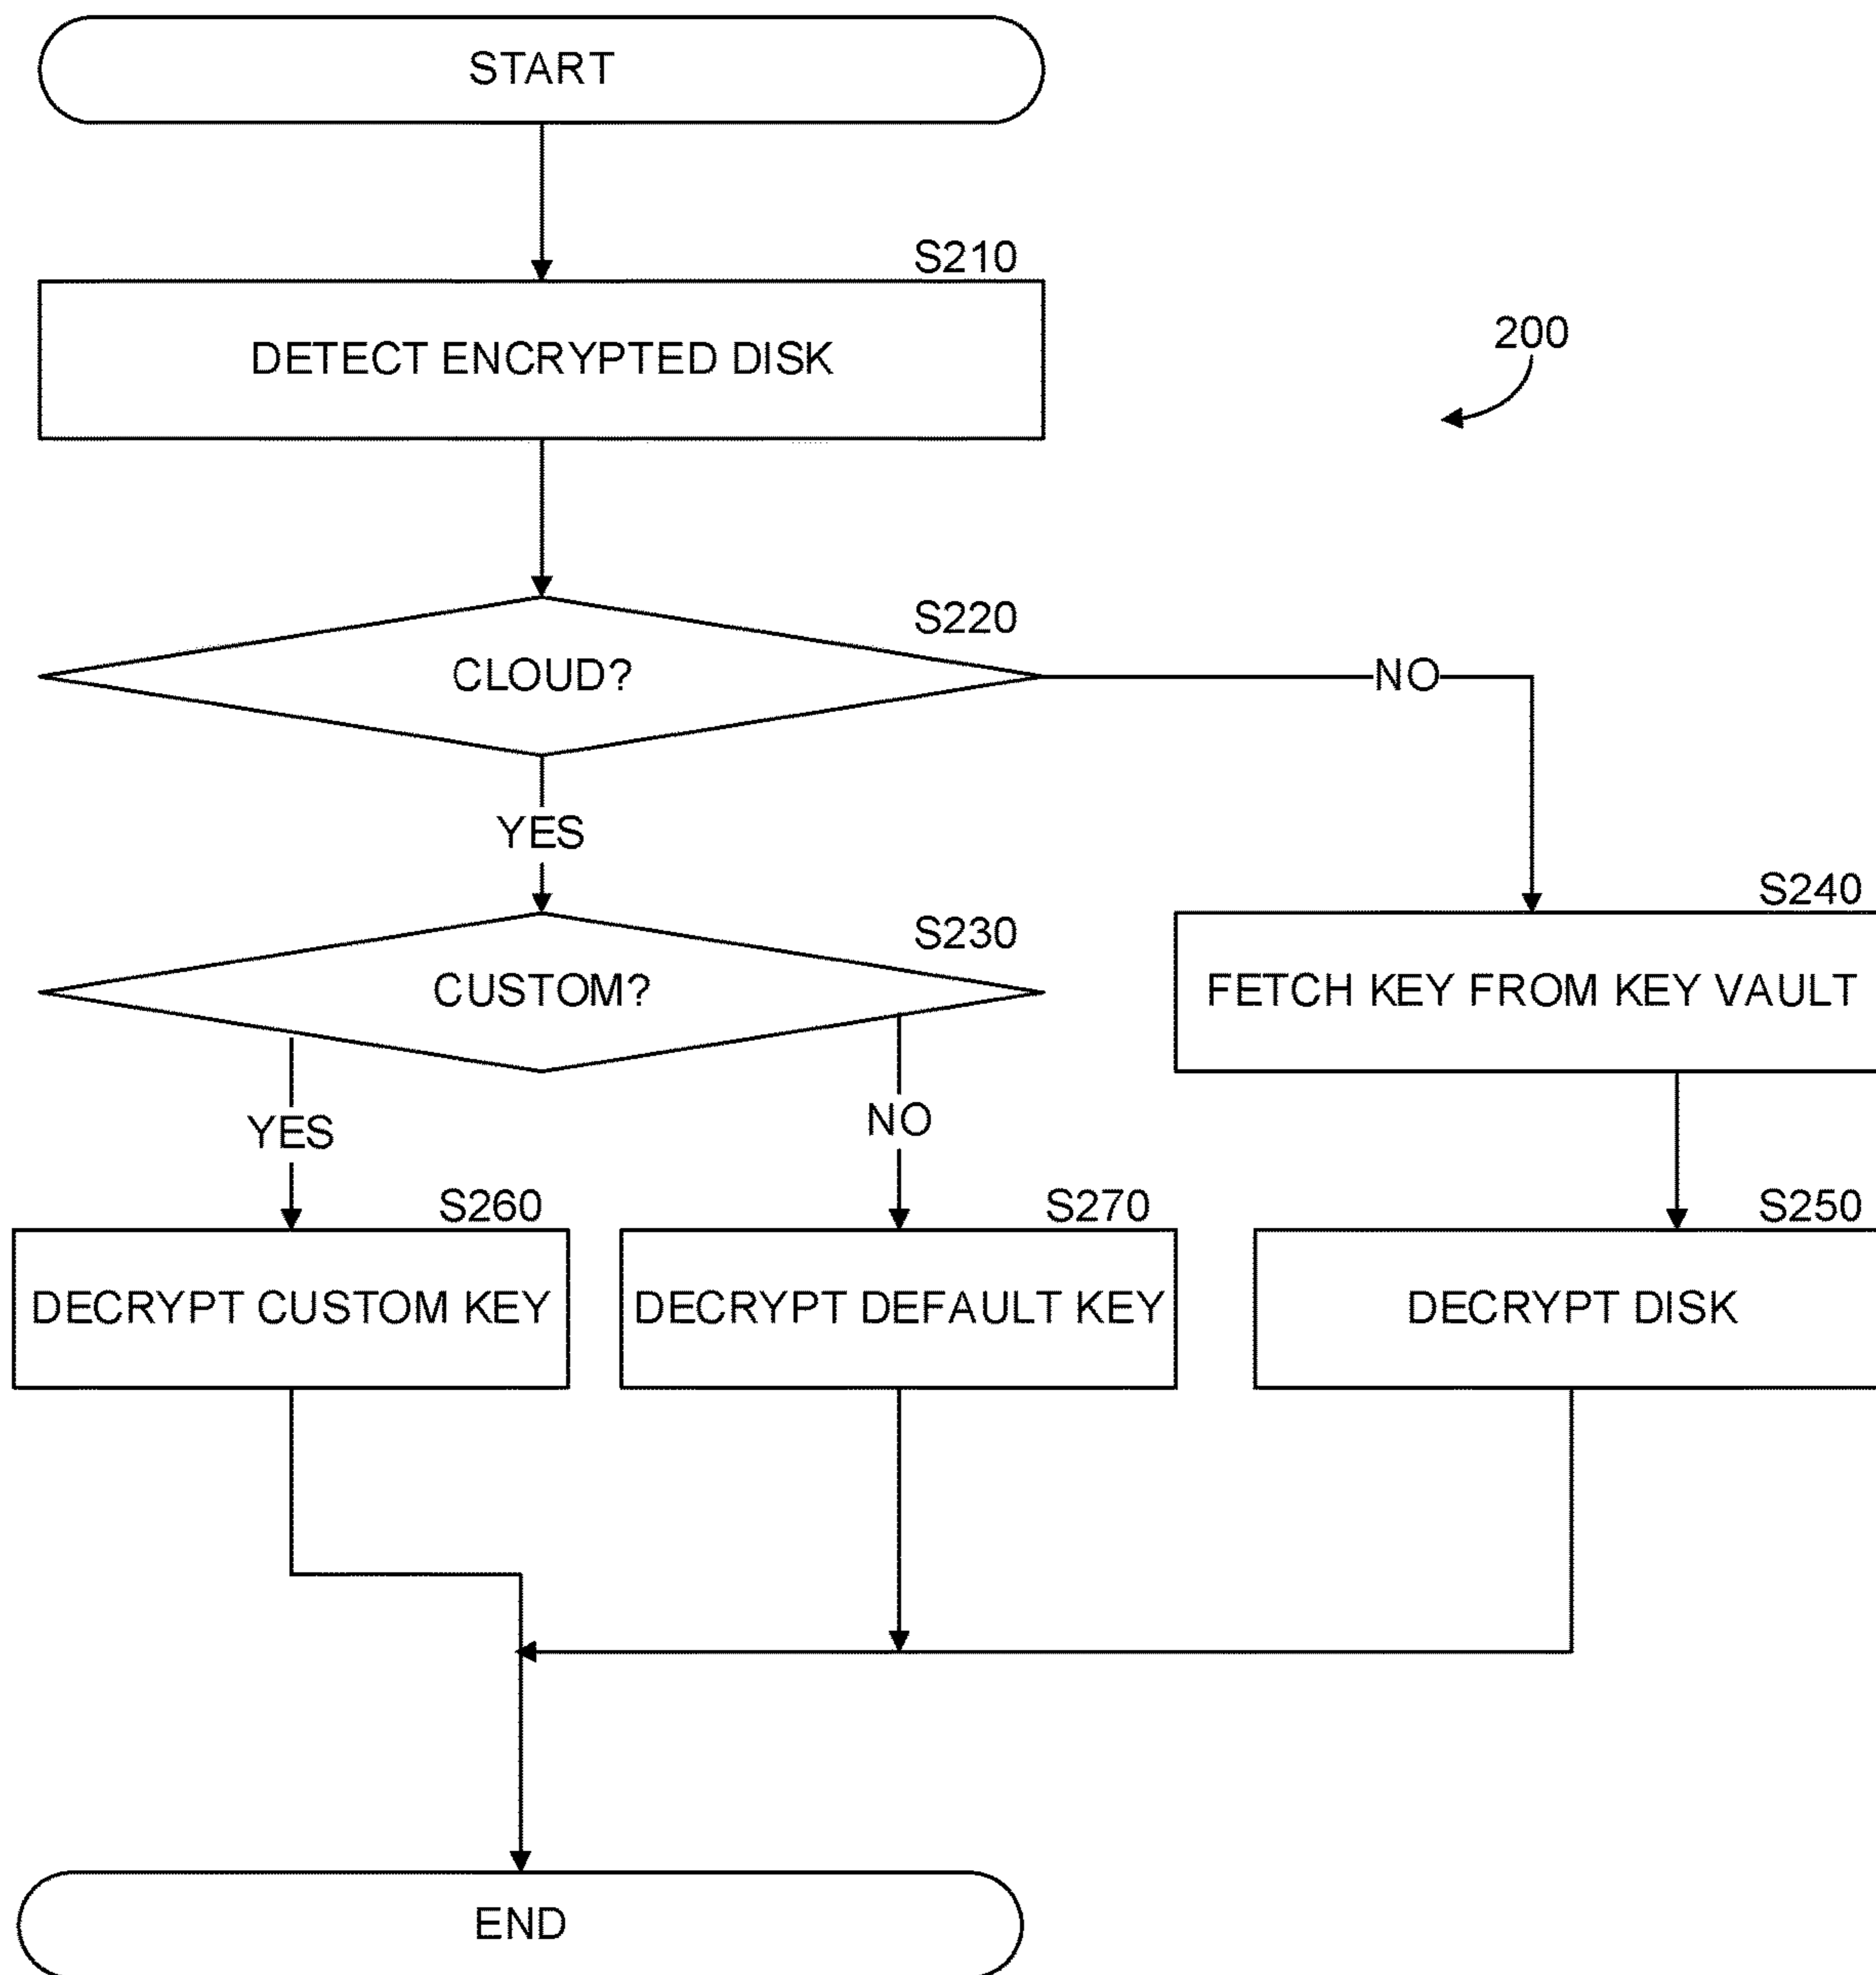 START
S210
DETECT ENCRYPTED DISK
200
S220
CLOUD?
NO
YES
S230
CUSTOM?
S240
FETCH KEY FROM KEY VAULT
YES
NO
S260
DECRYPT CUSTOM KEY
S270
DECRYPT DEFAULT KEY
S250
DECRYPT DISK
END